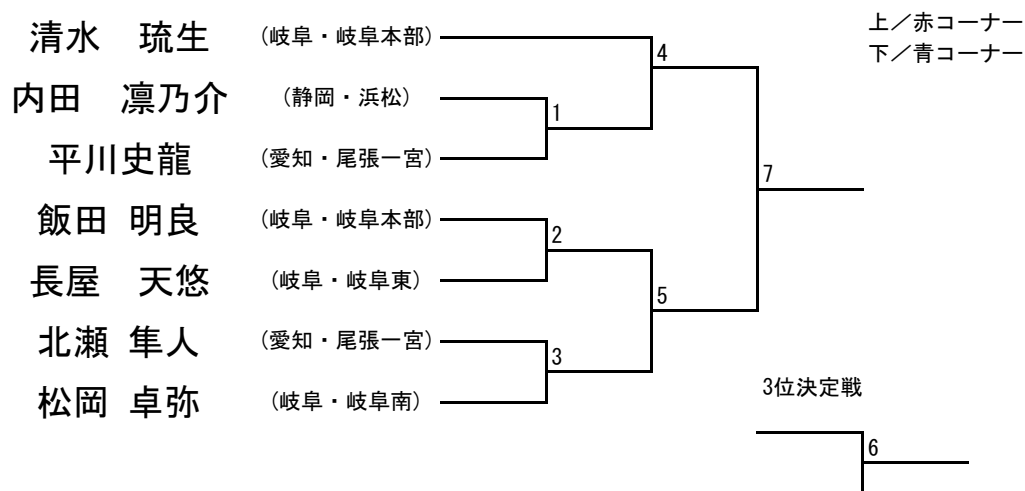 清水　琉生 （岐阜・岐阜本部）
上／赤コーナー
4
下／青コーナー
内田　凛乃介 （静岡・浜松）
1
平川史龍 （愛知・尾張一宮）
7
飯田 明良 （岐阜・岐阜本部）
2
長屋　天悠 （岐阜・岐阜東）
5
北瀬 隼人 （愛知・尾張一宮）
3
松岡 卓弥 （岐阜・岐阜南）
3位決定戦
6